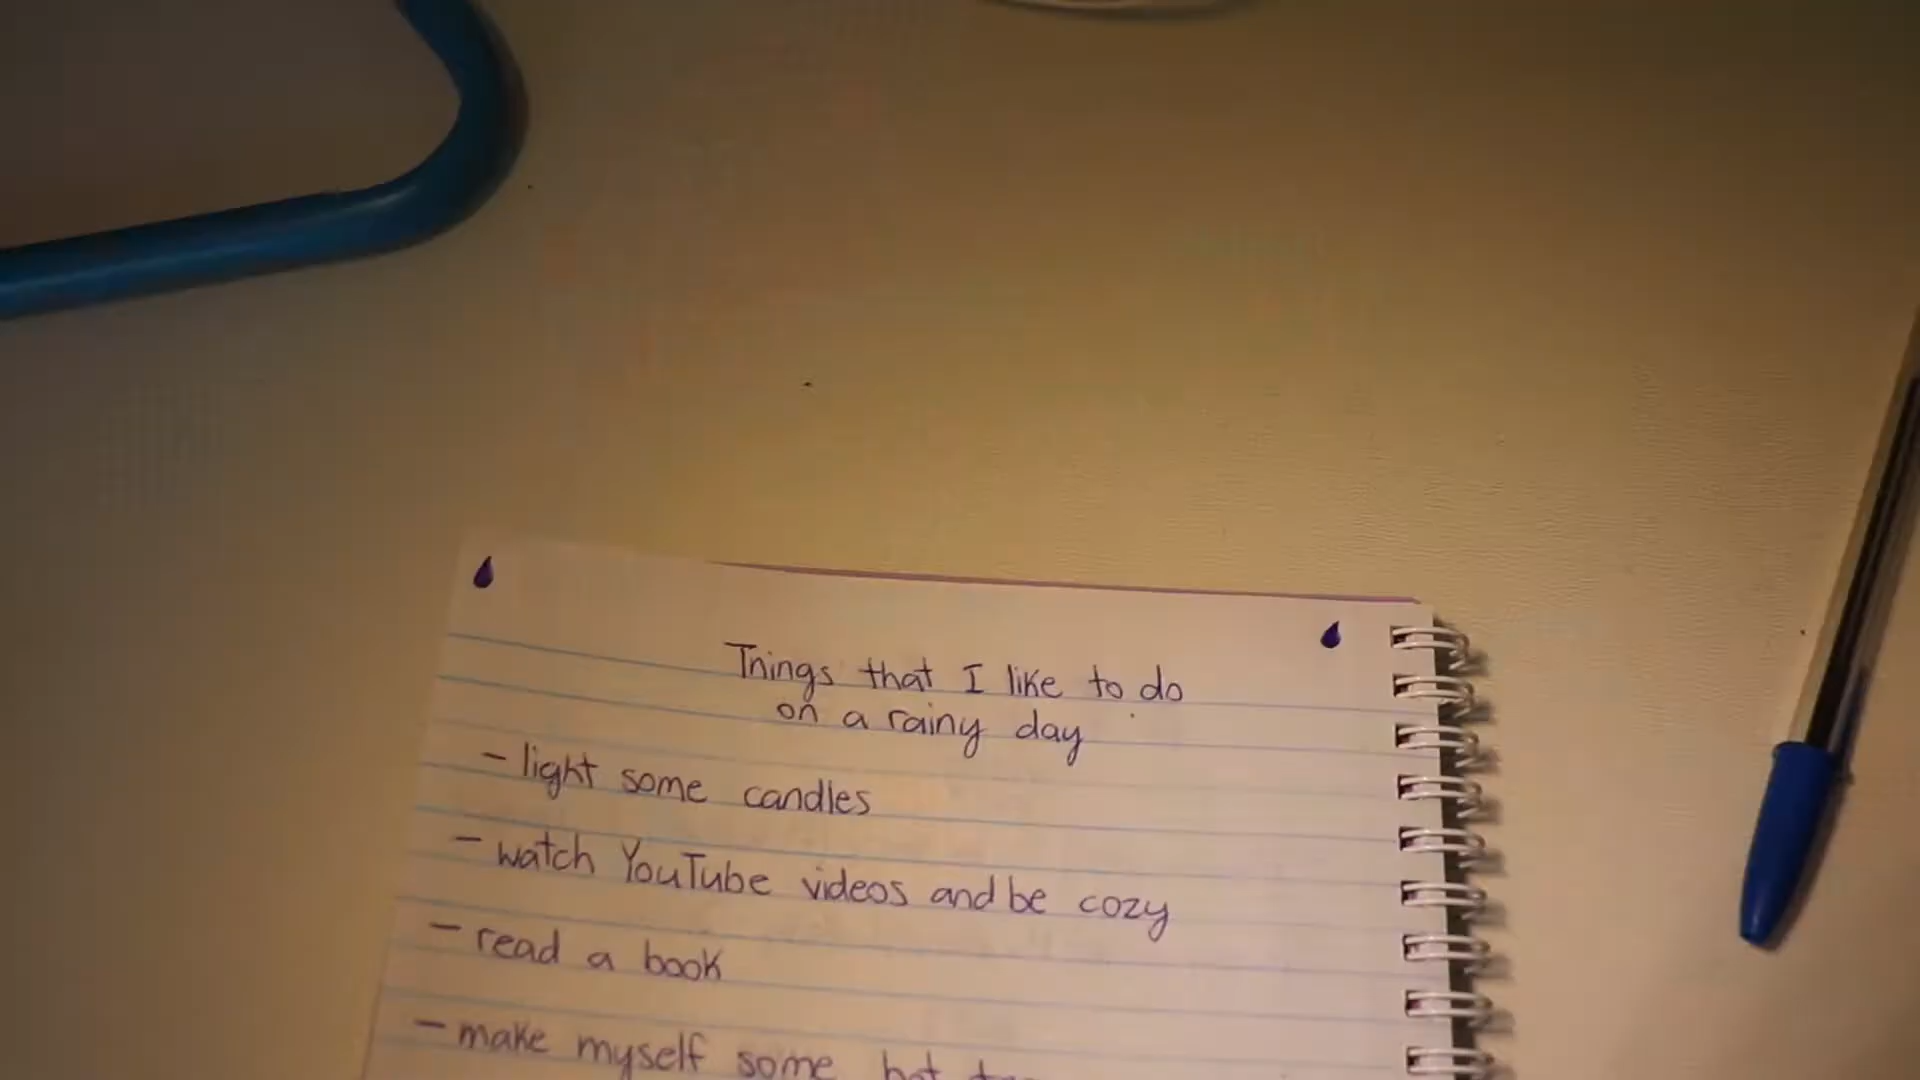 Things that I like to do
on a rainy day
- light some candles
- watch YouTube videos and be cozy
- read a book
- make myself some hot